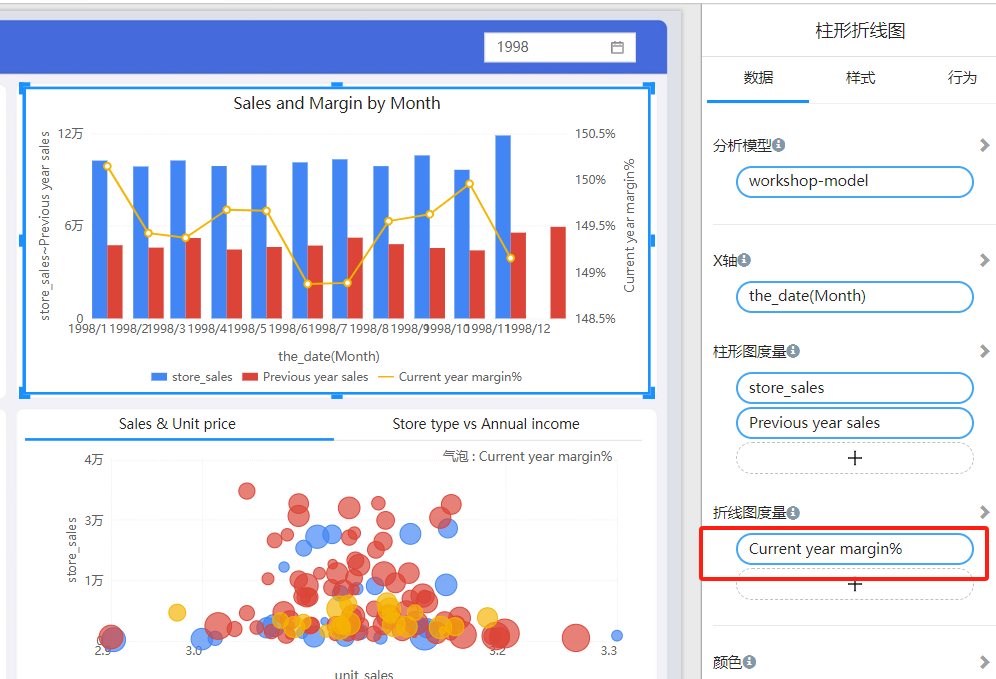 1998
Sales and Margin by Month
12万
6万
0
store_sales~Previous year sales
150.5%
150%
149.5%
149%
148.5%
Current year margin%
1998/1 1998/2 1998/3 1998/4 1998/5 1998/6 1998/7 1998/8 1998/9 1998/10 1998/11 1998/12
the_date(Month)
store_sales Previous year sales Current year margin%
Sales & Unit price
Store type vs Annual income
气泡 : Current year margin%
4万
3万
1万
0
store_sales
2.9 3.0 3.2 3.3
unit_sales
柱形折线图
数据 样式 行为
分析模型
workshop-model
X轴
the_date(Month)
柱形图度量
store_sales
Previous year sales
+
折线图度量
Current year margin%
+
颜色